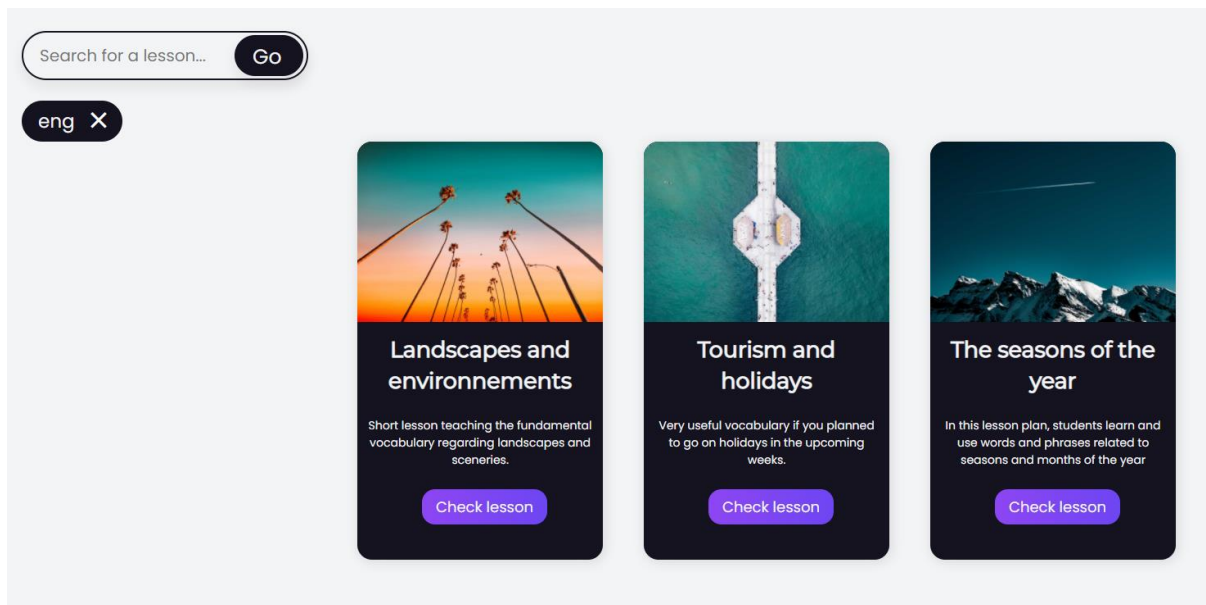 Search for a lesson...
Go
eng ✕
Landscapes and
environnements
Short lesson teaching the fundamental
vocabulary regarding landscapes and
sceneries.
Check lesson
Tourism and
holidays
Very useful vocabulary if you planned
to go on holidays in the upcoming
weeks.
Check lesson
The seasons of the
year
In this lesson plan, students learn and
use words and phrases related to
seasons and months of the year
Check lesson